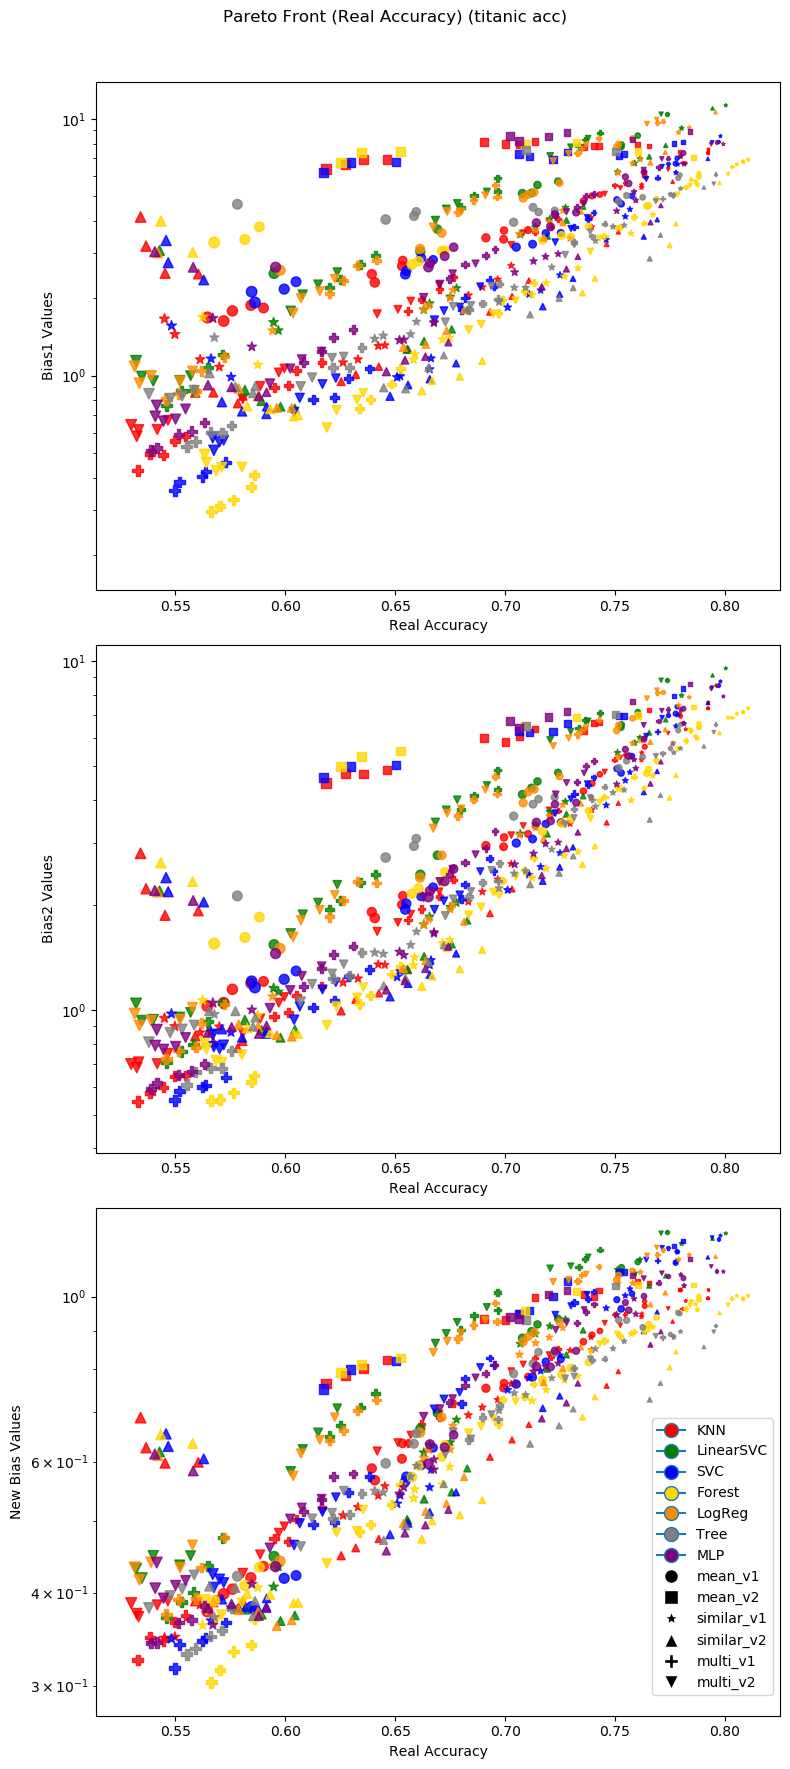 Pareto Front (Real Accuracy) (titanic acc)
10¹
10⁰
Bias1 Values
0.55 0.60 0.65 0.70 0.75 0.80
Real Accuracy
10¹
10⁰
Bias2 Values
0.55 0.60 0.65 0.70 0.75 0.80
Real Accuracy
10⁰
6 × 10⁻¹
4 × 10⁻¹
3 × 10⁻¹
New Bias Values
KNN
LinearSVC
SVC
Forest
LogReg
Tree
MLP
mean_v1
mean_v2
similar_v1
similar_v2
multi_v1
multi_v2
0.55 0.60 0.65 0.70 0.75 0.80
Real Accuracy